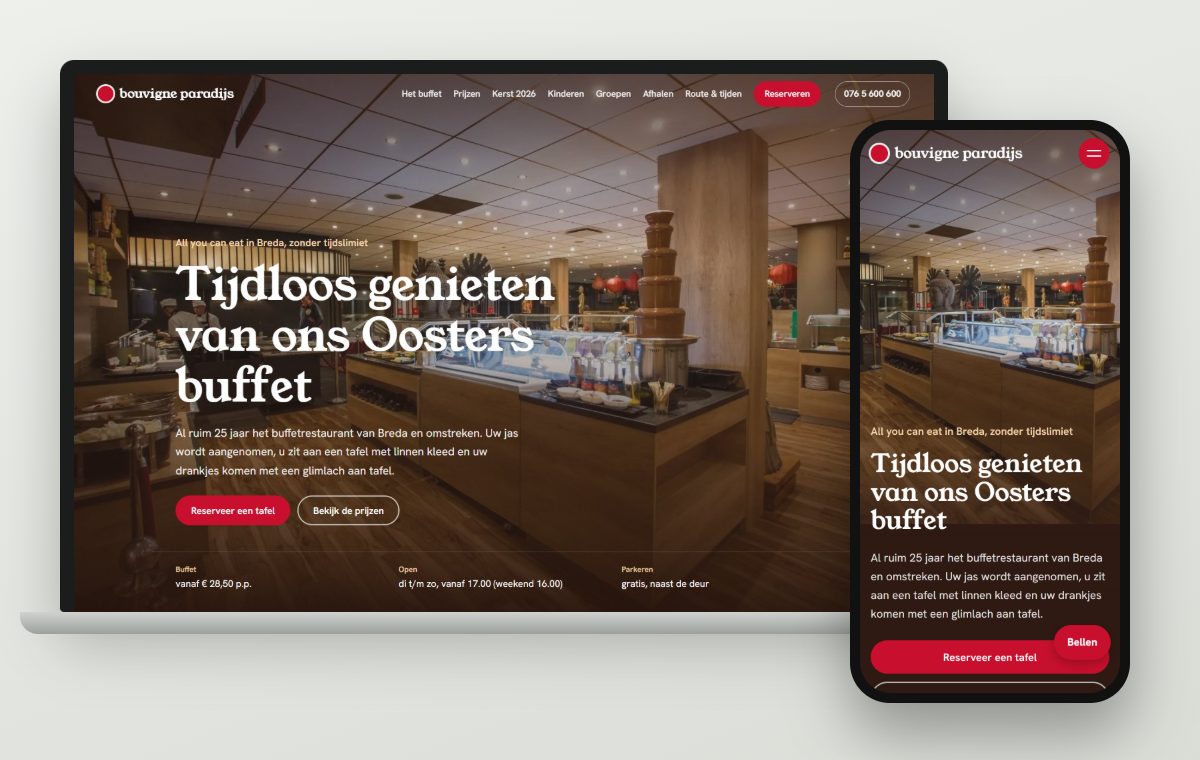 bouvigne paradijs
Het buffet Prijzen Kerst 2026 Kinderen Groepen Afhalen Route & tijden Reserveren 076 5 600 600
All you can eat in Breda, zonder tijdslimiet
Tijdloos genieten
van ons Oosters
buffet
Al ruim 25 jaar het buffetrestaurant van Breda en omstreken. Uw jas
wordt aangenomen, u zit aan een tafel met linnen kleed en uw
drankjes komen met een glimlach aan tafel.
Reserveer een tafel Bekijk de prijzen
Buffet Open Parkeren
vanaf € 28,50 p.p. di t/m zo, vanaf 17.00 (weekend 16.00) gratis, naast de deur
bouvigne paradijs
All you can eat in Breda, zonder tijdslimiet
Tijdloos genieten
van ons Oosters
buffet
Al ruim 25 jaar het buffetrestaurant van Breda
en omstreken. Uw jas wordt aangenomen, u zit
aan een tafel met linnen kleed en uw drankjes
komen met een glimlach aan tafel.
Bellen
Reserveer een tafel